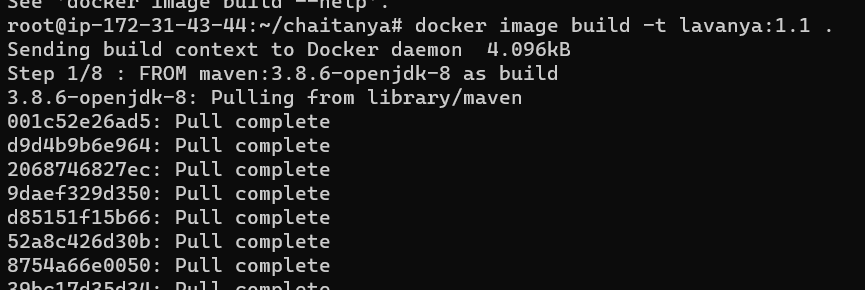 See 'docker image build --help'.
root@ip-172-31-43-44:~/chaitanya# docker image build -t lavanya:1.1 .
Sending build context to Docker daemon  4.096kB
Step 1/8 : FROM maven:3.8.6-openjdk-8 as build
3.8.6-openjdk-8: Pulling from library/maven
001c52e26ad5: Pull complete
d9d4b9b6e964: Pull complete
2068746827ec: Pull complete
9daef329d350: Pull complete
d85151f15b66: Pull complete
52a8c426d30b: Pull complete
8754a66e0050: Pull complete
39bc17d35d34: Pull complete